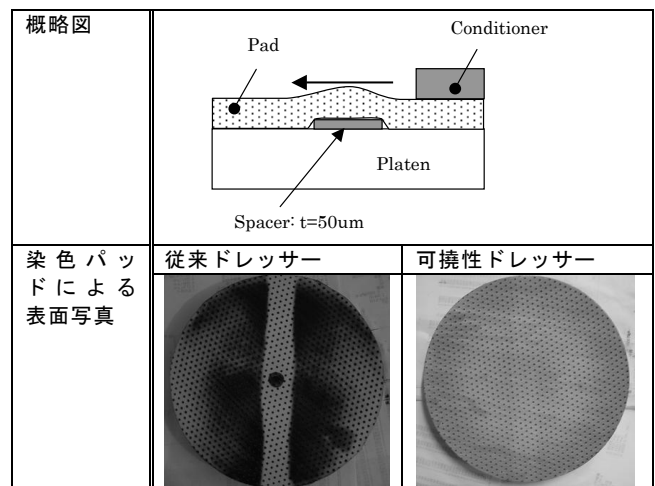 概略図
Conditioner
Pad
Platen
Spacer: t=50um
染色パッ
ドによる
表面写真
従来ドレッサー
可撓性ドレッサー